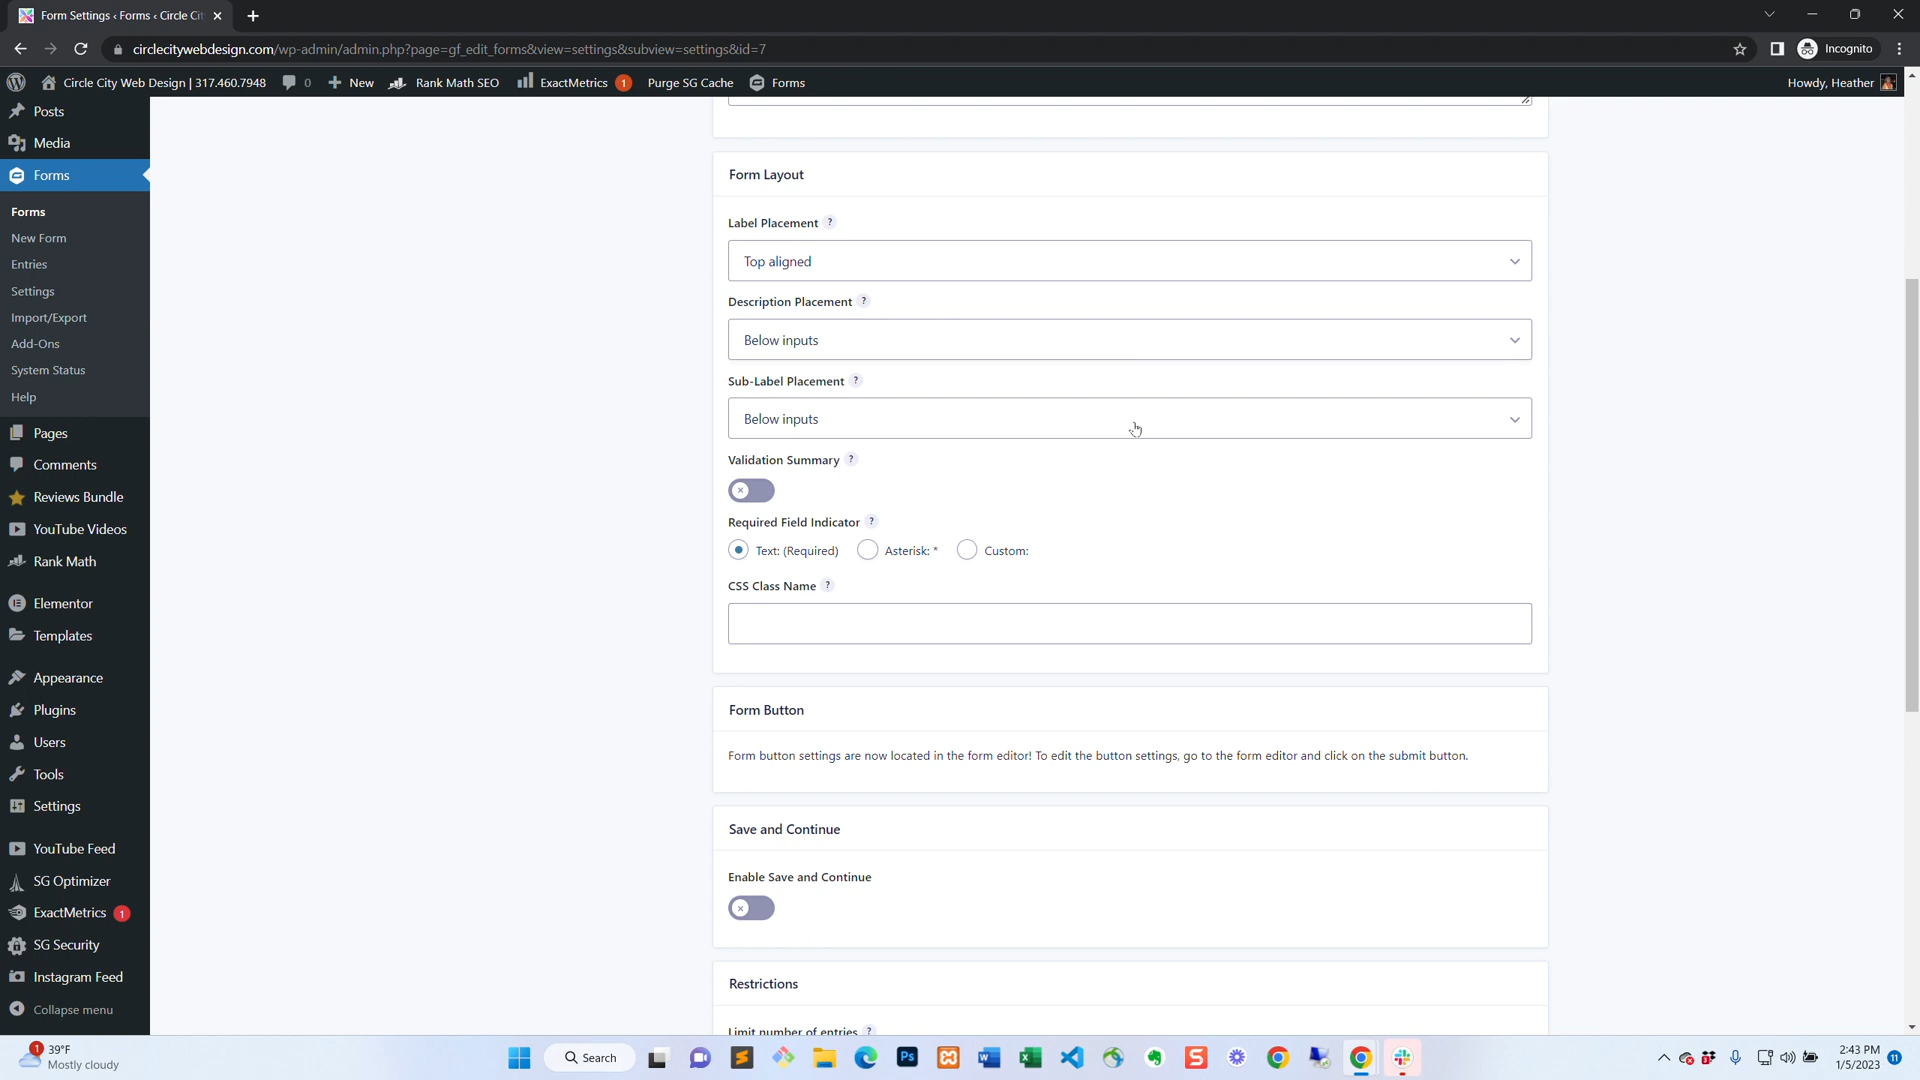 Form Settings ‹ Forms ‹ Circle Cit
circlecitywebdesign.com/wp-admin/admin.php?page=gf_edit_forms&view=settings&subview=settings&id=7
Incognito
Circle City Web Design | 317.460.7948
0
New
Rank Math SEO
ExactMetrics 1
Purge SG Cache
Forms
Howdy, Heather
Posts
Media
Forms
Forms
New Form
Entries
Settings
Import/Export
Add-Ons
System Status
Help
Pages
Comments
Reviews Bundle
YouTube Videos
Rank Math
Elementor
Templates
Appearance
Plugins
Users
Tools
Settings
YouTube Feed
SG Optimizer
ExactMetrics 1
SG Security
Instagram Feed
Collapse menu
Form Layout
Label Placement ?
Top aligned
Description Placement ?
Below inputs
Sub-Label Placement ?
Below inputs
Validation Summary ?
Required Field Indicator ?
Text: (Required) Asterisk: * Custom:
CSS Class Name ?
Form Button
Form button settings are now located in the form editor! To edit the button settings, go to the form editor and click on the submit button.
Save and Continue
Enable Save and Continue
Restrictions
Limit number of entries ?
1
39°F
Mostly cloudy
Search
Ps
2:43 PM
1/5/2023
11